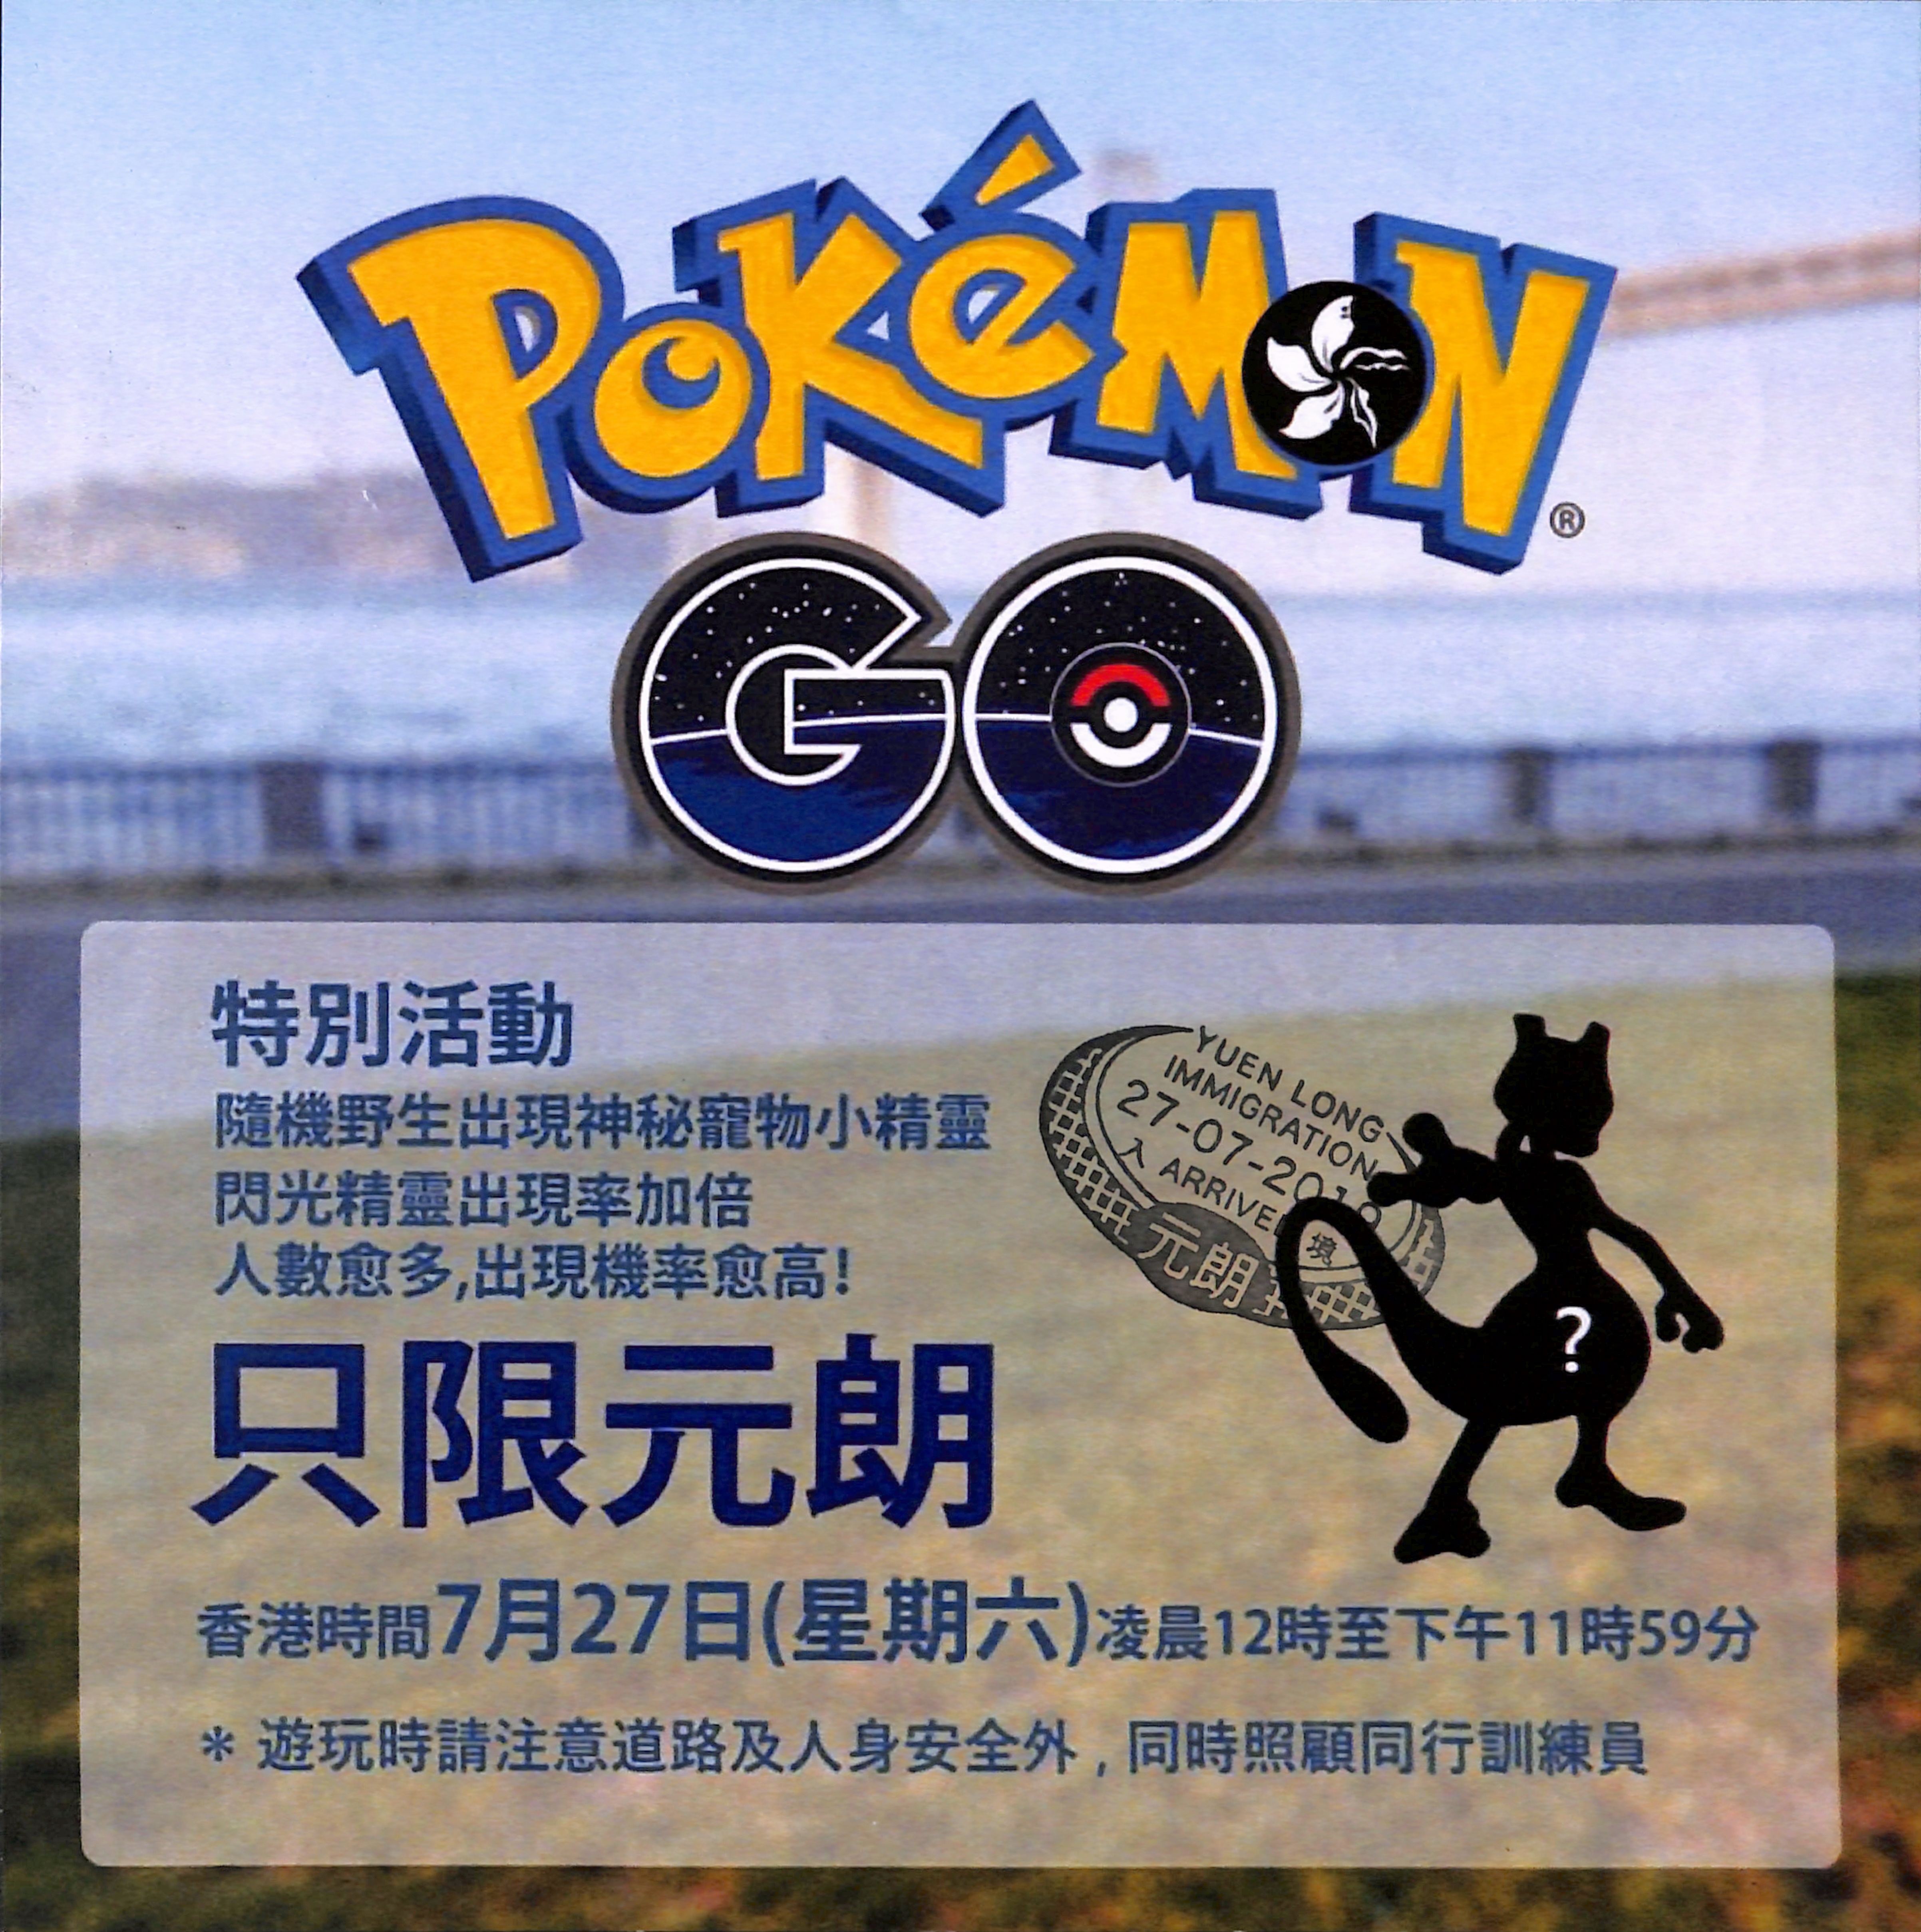 POKéMON
®
GO
特別活動
隨機野生出現神秘寵物小精靈
閃光精靈出現率加倍
人數愈多,出現機率愈高!
YUEN LONG
IMMIGRATION
27-07-2019
入 ARRIVED 境
元朗
?
只限元朗
香港時間7月27日(星期六)凌晨12時至下午11時59分
* 遊玩時請注意道路及人身安全外 , 同時照顧同行訓練員